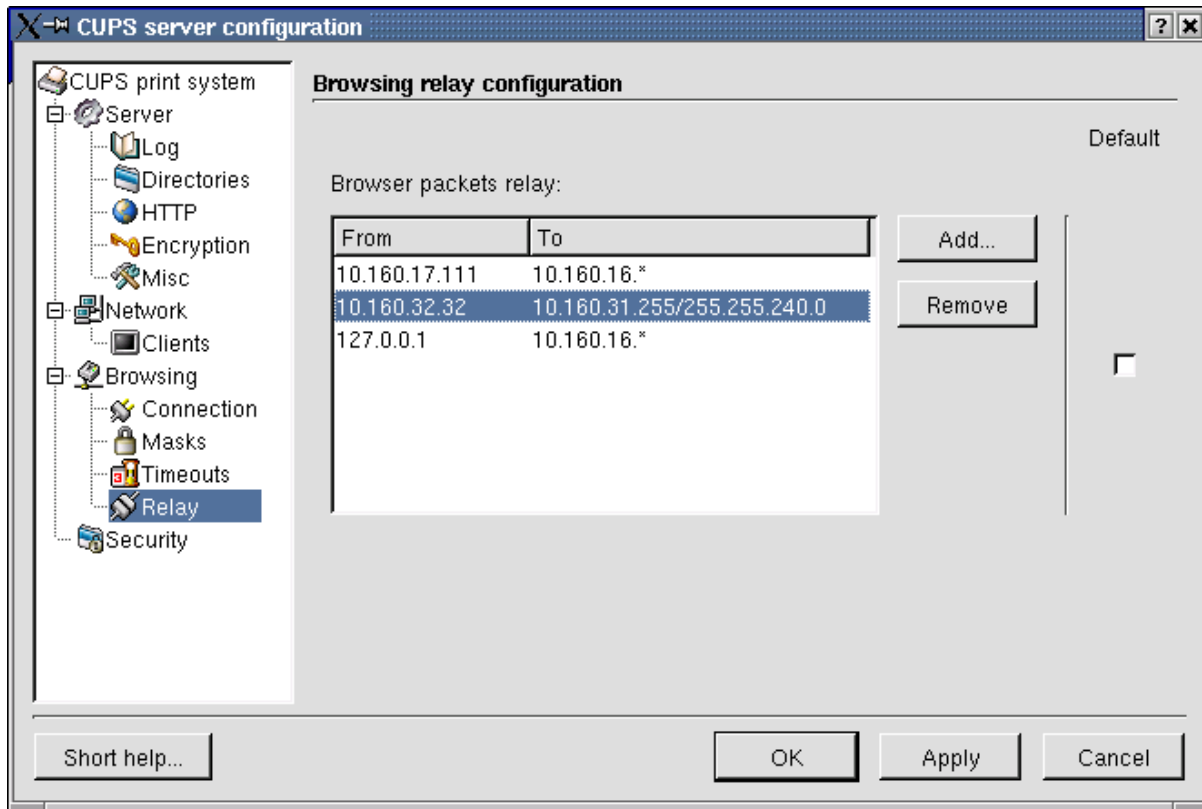 CUPS server configuration
CUPS print system
Server
Log
Directories
HTTP
Encryption
Misc
Network
Clients
Browsing
Connection
Masks
Timeouts
Relay
Security
Browsing relay configuration
Default
Browser packets relay:
From To
10.160.17.111 10.160.16.*
10.160.32.32 10.160.31.255/255.255.240.0
127.0.0.1 10.160.16.*
Add...
Remove
Short help...
OK
Apply
Cancel